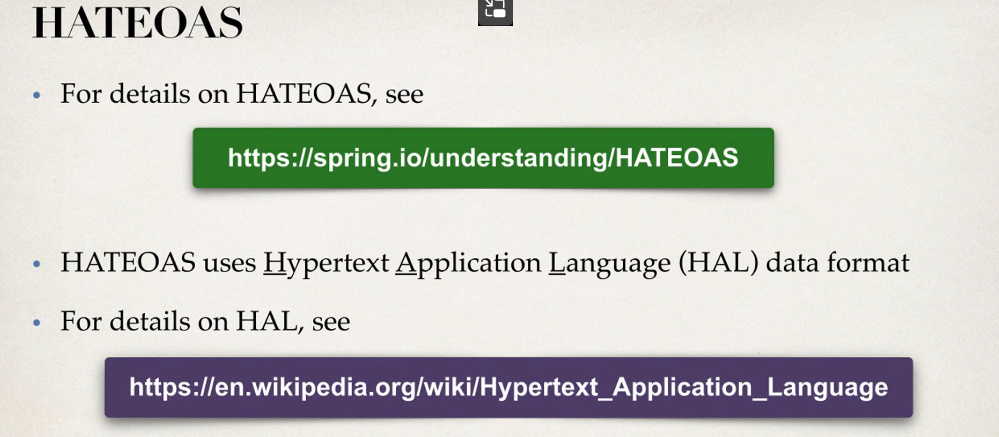 HATEOAS
• For details on HATEOAS, see
https://spring.io/understanding/HATEOAS
• HATEOAS uses Hypertext Application Language (HAL) data format
• For details on HAL, see
https://en.wikipedia.org/wiki/Hypertext_Application_Language